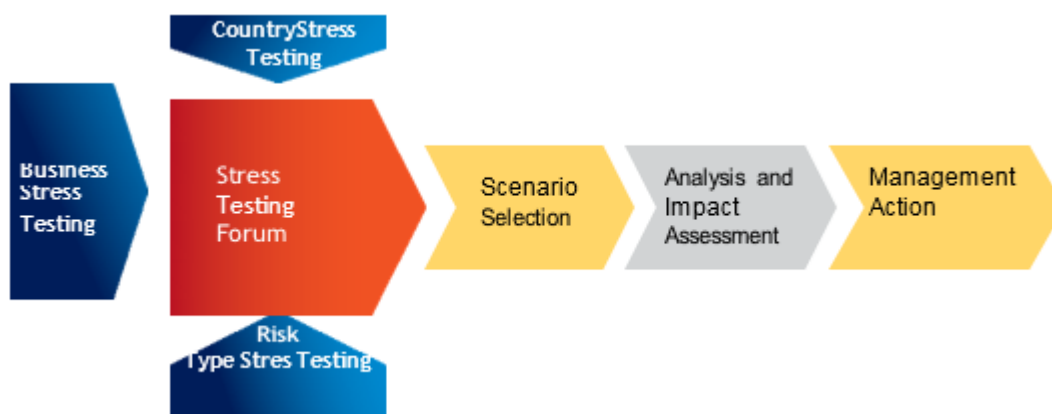 CountryStress
Testing
Business
Stress
Testing
Stress
Testing
Forum
Scenario
Selection
Analysis and
Impact
Assessment
Management
Action
Risk
Type Stres Testing